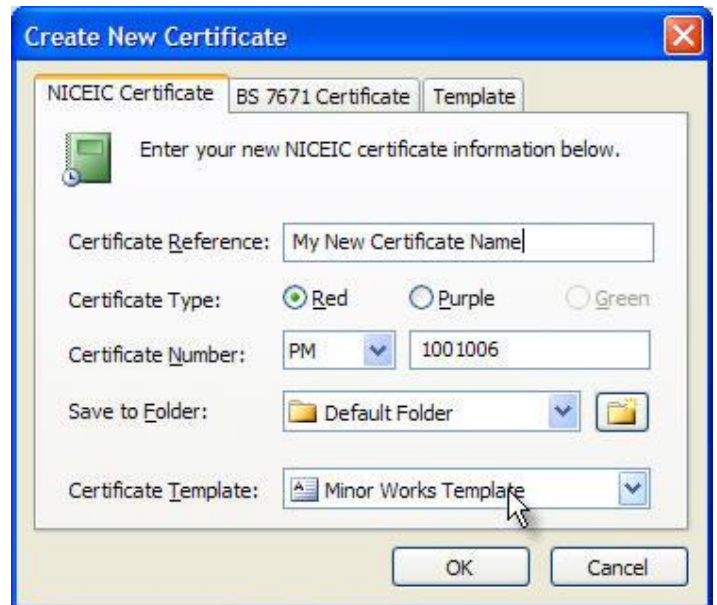 Create New Certificate
NICEIC Certificate BS 7671 Certificate Template
Enter your new NICEIC certificate information below.
Certificate Reference: My New Certificate Name
Certificate Type: Red Purple Green
Certificate Number: PM 1001006
Save to Folder: Default Folder
Certificate Template: Minor Works Template
OK Cancel